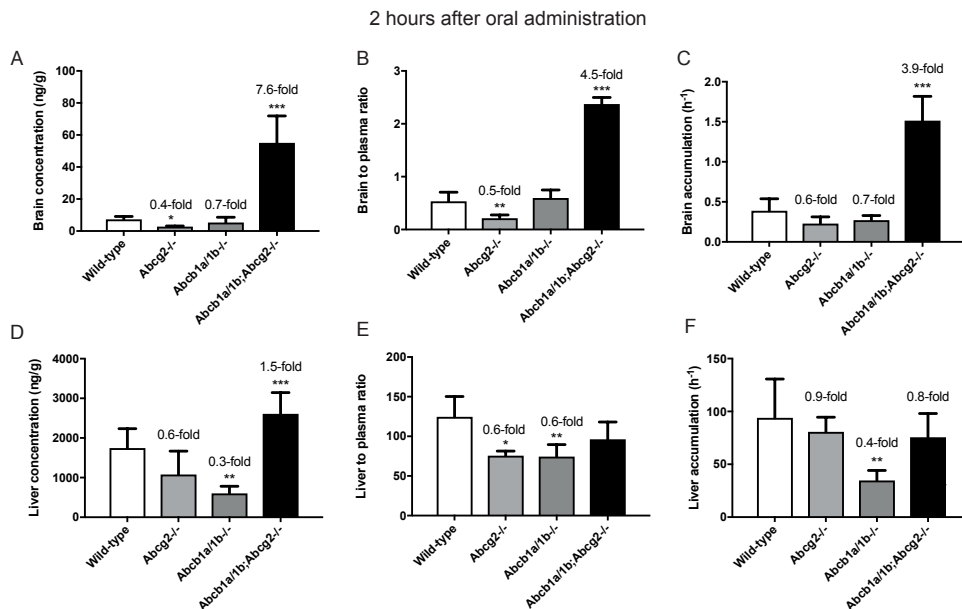 2 hours after oral administration
A
Brain concentration (ng/g)
100
80
60
40
20
0
0.4-fold
*
0.7-fold
7.6-fold
***
Wild-type
Abcg2-/-
Abcb1a/1b-/-
Abcb1a/1b;Abcg2-/-
B
Brain to plasma ratio
3
2
1
0
0.5-fold
**
4.5-fold
***
Wild-type
Abcg2-/-
Abcb1a/1b-/-
Abcb1a/1b;Abcg2-/-
C
Brain accumulation (h-1)
2.0
1.5
1.0
0.5
0.0
0.6-fold
0.7-fold
3.9-fold
***
Wild-type
Abcg2-/-
Abcb1a/1b-/-
Abcb1a/1b;Abcg2-/-
D
Liver concentration (ng/g)
4000
3000
2000
1000
0
0.6-fold
0.3-fold
**
1.5-fold
***
Wild-type
Abcg2-/-
Abcb1a/1b-/-
Abcb1a/1b;Abcg2-/-
E
Liver to plasma ratio
200
150
100
50
0
0.6-fold
*
0.6-fold
**
Wild-type
Abcg2-/-
Abcb1a/1b-/-
Abcb1a/1b;Abcg2-/-
F
Liver accumulation (h-1)
150
100
50
0
0.9-fold
0.4-fold
**
0.8-fold
Wild-type
Abcg2-/-
Abcb1a/1b-/-
Abcb1a/1b;Abcg2-/-